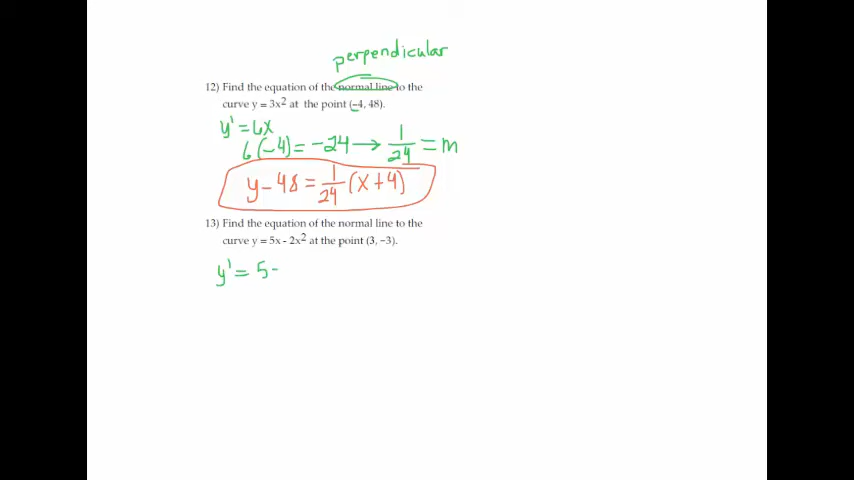 perpendicular
12) Find the equation of the normal line to the
curve y = 3x² at the point (-4, 48).
y' = 6x
6(-4) = -24 → 1/24 = m
y - 48 = 1/24 (x + 4)
13) Find the equation of the normal line to the
curve y = 5x - 2x² at the point (3, -3).
y' = 5 -